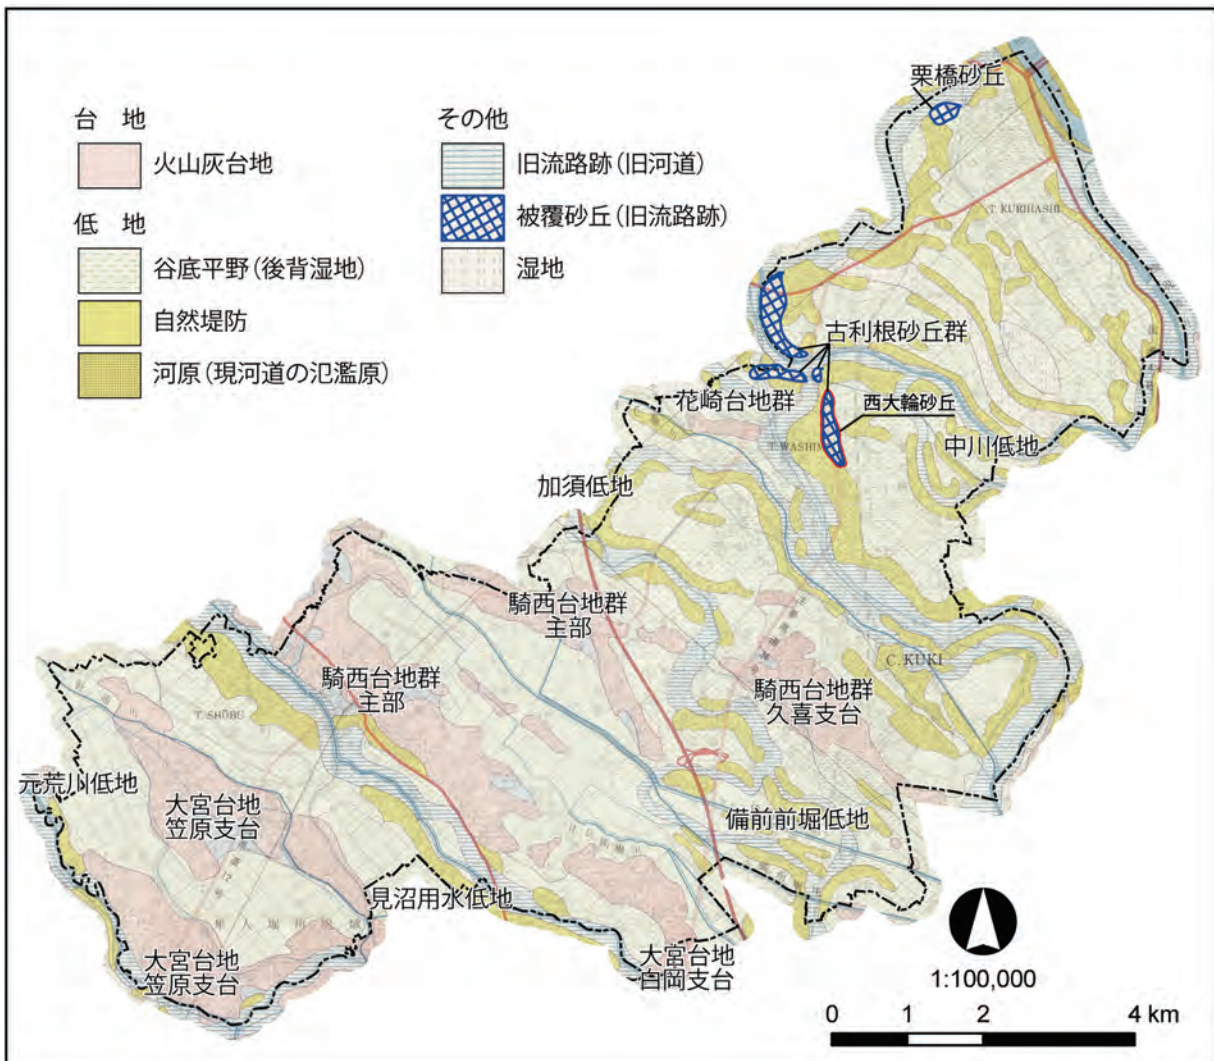 台 地
火山灰台地
低 地
谷底平野(後背湿地)
自然堤防
河原(現河道の氾濫原)
その他
旧流路跡(旧河道)
被覆砂丘(旧流路跡)
湿地
栗橋砂丘
T. KURIHASHI
古利根砂丘群
花崎台地群
西大輪砂丘
中川低地
加須低地
騎西台地群
主部
C. KUKI
騎西台地群
久喜支台
騎西台地群
主部
T. SHŌBU
元荒川低地
大宮台地
笠原支台
備前前堀低地
見沼用水低地
大宮台地
笠原支台
大宮台地
白岡支台
1:100,000
0 1 2 4 km